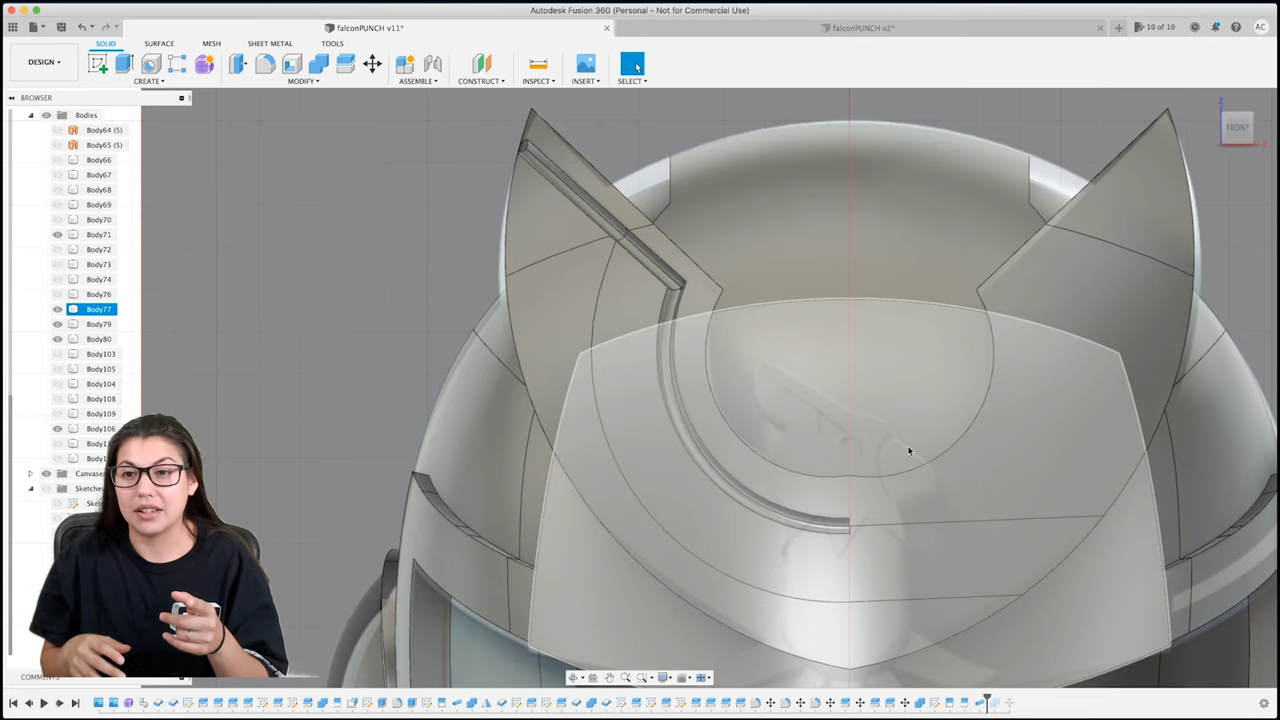 Autodesk Fusion 360 (Personal - Not for Commercial Use)
falconPUNCH v11*
falconPUNCH v2*
10 of 10
AC
SOLID
SURFACE
MESH
SHEET METAL
TOOLS
DESIGN
CREATE
MODIFY
ASSEMBLE
CONSTRUCT
INSPECT
INSERT
SELECT
BROWSER
Bodies
Body64 (5)
Body65 (5)
Body66
Body67
Body68
Body69
Body70
Body71
Body72
Body73
Body74
Body76
Body77
Body79
Body80
Body103
Body105
Body104
Body108
Body109
Body106
Canvases
Sketches
COMMENTS
Z
FRONT
X